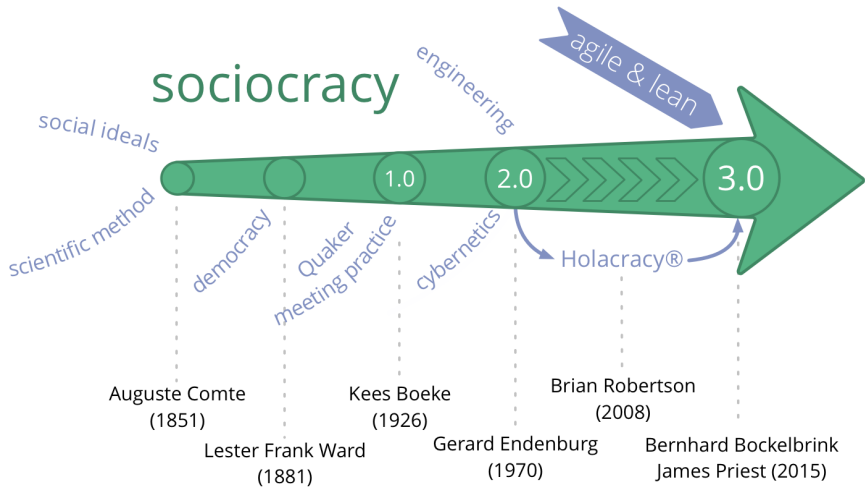 sociocracy
engineering
agile & lean
social ideals
1.0
2.0
3.0
scientific method
democracy
Quaker
meeting practice
cybernetics
Holacracy®
Auguste Comte
(1851)
Lester Frank Ward
(1881)
Kees Boeke
(1926)
Gerard Endenburg
(1970)
Brian Robertson
(2008)
Bernhard Bockelbrink
James Priest (2015)